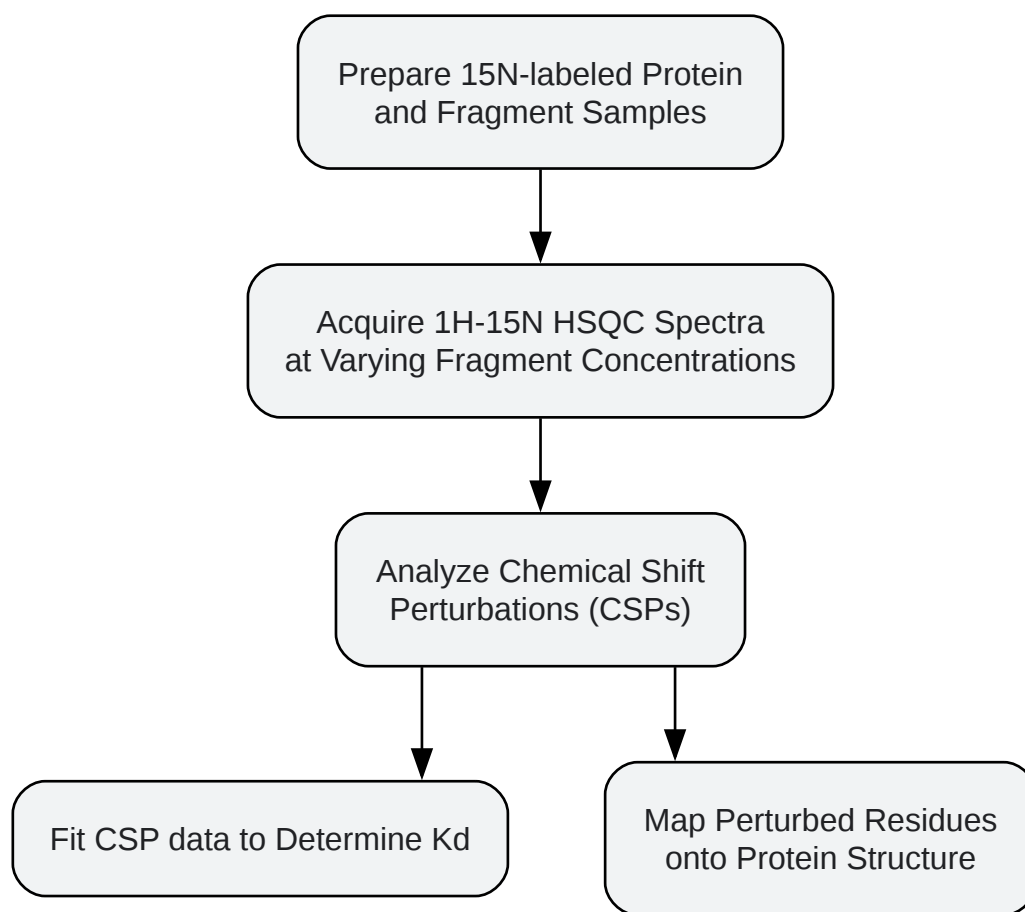 Prepare 15N-labeled Protein
and Fragment Samples
Acquire 1H-15N HSQC Spectra
at Varying Fragment Concentrations
Analyze Chemical Shift
Perturbations (CSPs)
Fit CSP data to Determine Kd
Map Perturbed Residues
onto Protein Structure